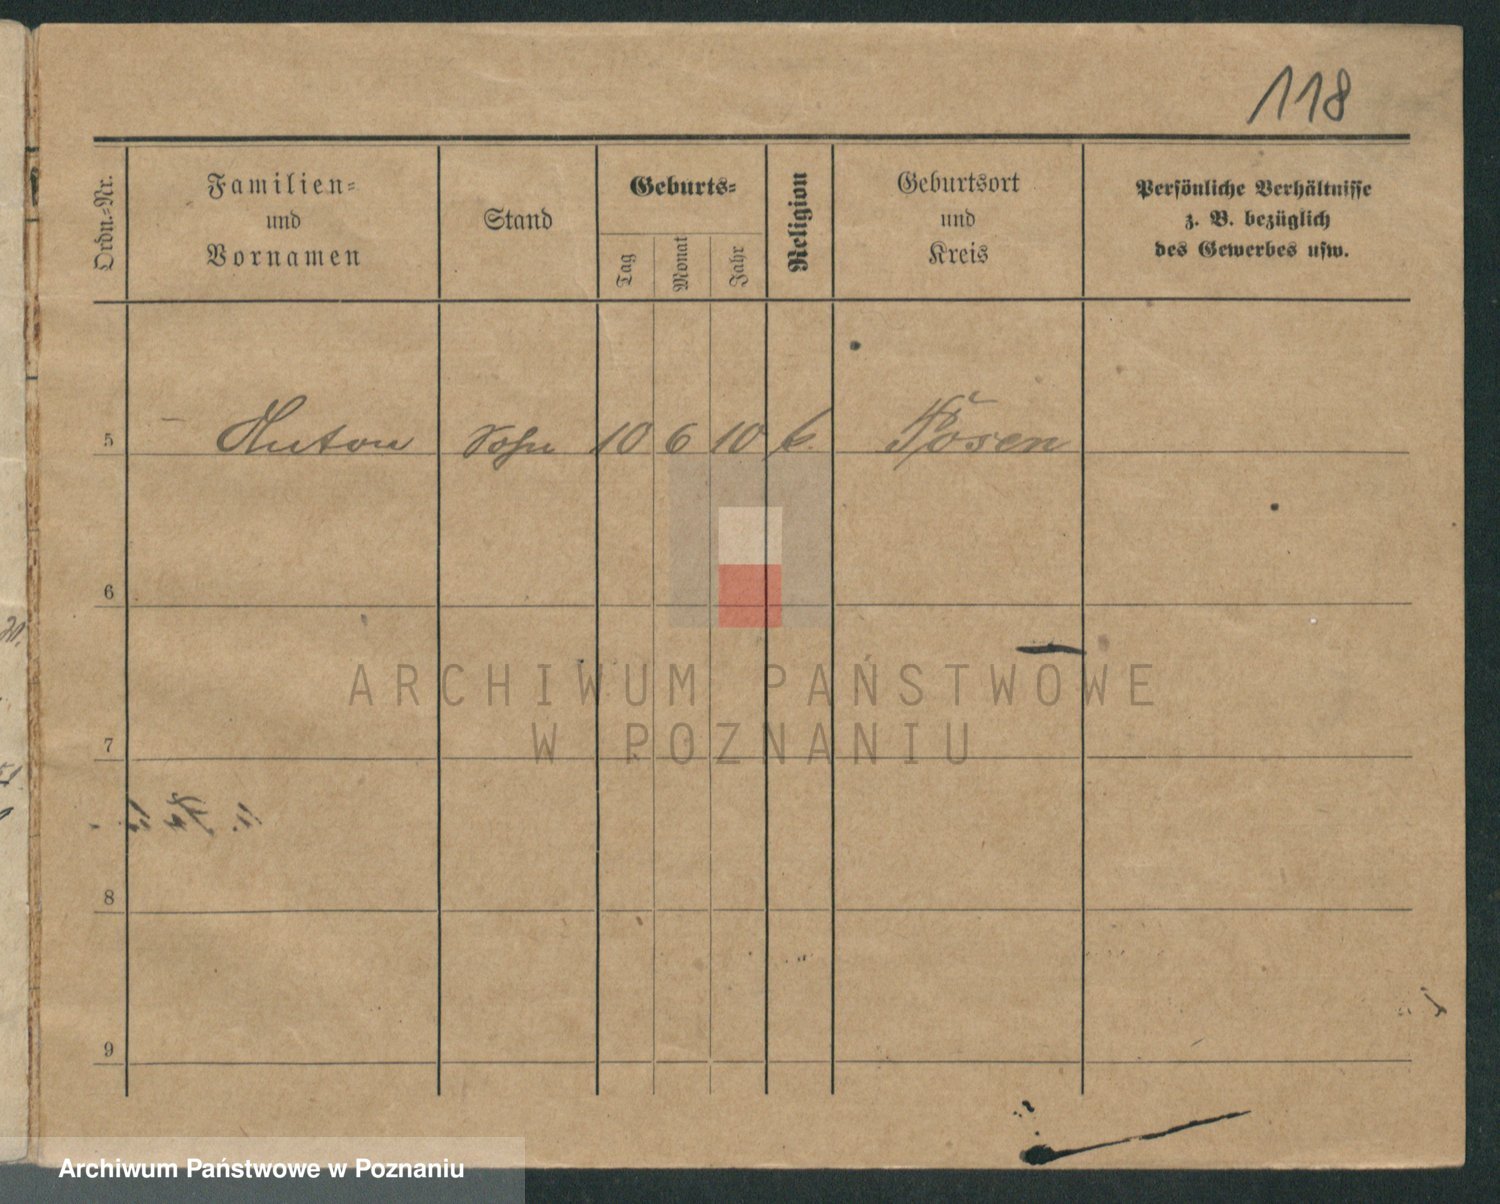 118
Ordn.-Nr.
Familien-
und
Vornamen
Stand
Geburts-
Tag
Monat
Jahr
Religion
Geburtsort
und
Kreis
Persönliche Verhältnisse
z. B. bezüglich
des Gewerbes usw.
5 – Anton Sohn 10 6 10 k. Posen
6
7
8
9
ARCHIWUM PAŃSTWOWE
W POZNANIU
Archiwum Państwowe w Poznaniu